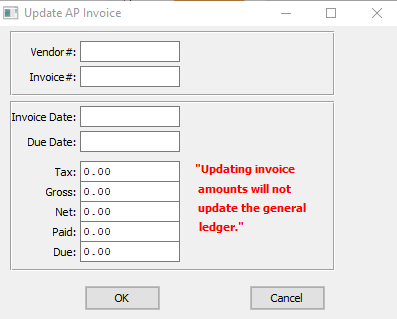 Update AP Invoice
Vendor#:
Invoice#:
Invoice Date:
Due Date:
Tax: 0.00
Gross: 0.00
Net: 0.00
Paid: 0.00
Due: 0.00
"Updating invoice
amounts will not
update the general
ledger."
OK Cancel